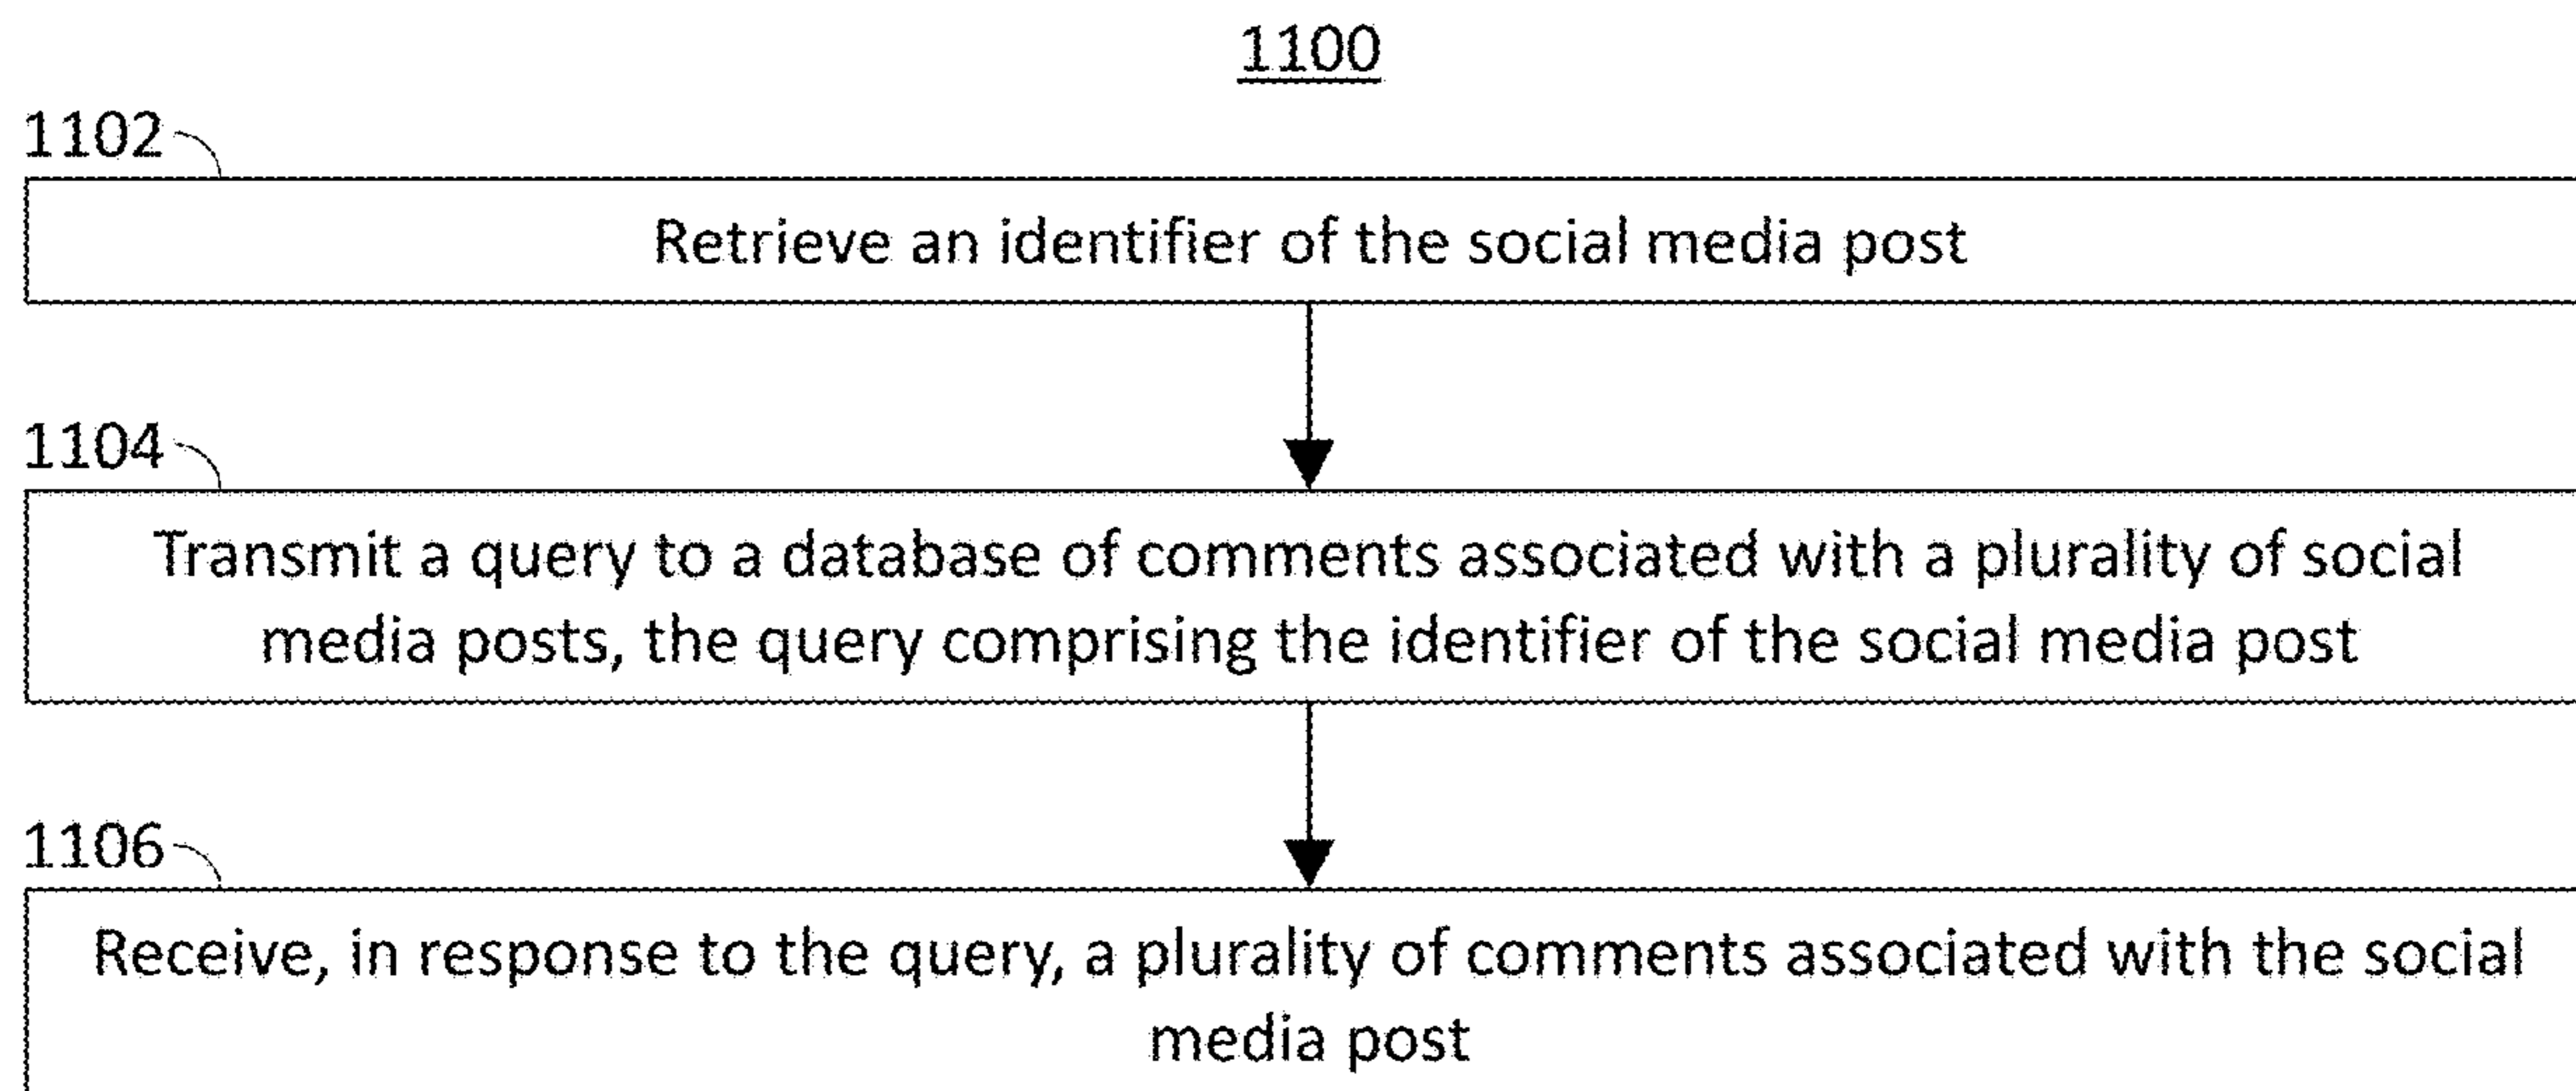 1100
1102
Retrieve an identifier of the social media post
1104
Transmit a query to a database of comments associated with a plurality of social
media posts, the query comprising the identifier of the social media post
1106
Receive, in response to the query, a plurality of comments associated with the social
media post